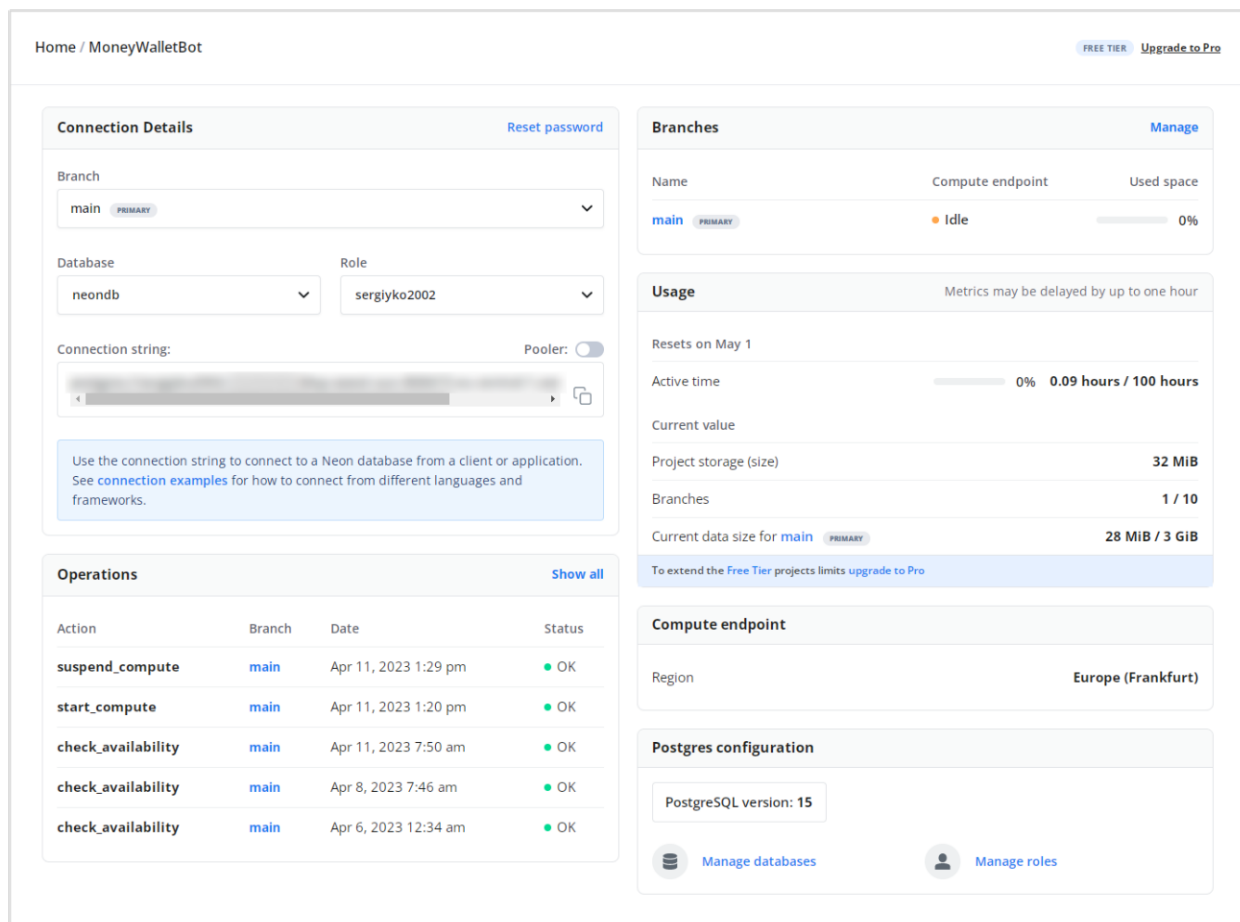 Home / MoneyWalletBot
FREE TIER Upgrade to Pro
Connection Details Reset password
Branch
main PRIMARY
Database Role
neondb sergiyko2002
Connection string: Pooler:
Use the connection string to connect to a Neon database from a client or application.
See connection examples for how to connect from different languages and
frameworks.
Operations Show all
Action Branch Date Status
suspend_compute main Apr 11, 2023 1:29 pm OK
start_compute main Apr 11, 2023 1:20 pm OK
check_availability main Apr 11, 2023 7:50 am OK
check_availability main Apr 8, 2023 7:46 am OK
check_availability main Apr 6, 2023 12:34 am OK
Branches Manage
Name Compute endpoint Used space
main PRIMARY Idle 0%
Usage Metrics may be delayed by up to one hour
Resets on May 1
Active time 0% 0.09 hours / 100 hours
Current value
Project storage (size) 32 MiB
Branches 1 / 10
Current data size for main PRIMARY 28 MiB / 3 GiB
To extend the Free Tier projects limits upgrade to Pro
Compute endpoint
Region Europe (Frankfurt)
Postgres configuration
PostgreSQL version: 15
Manage databases Manage roles